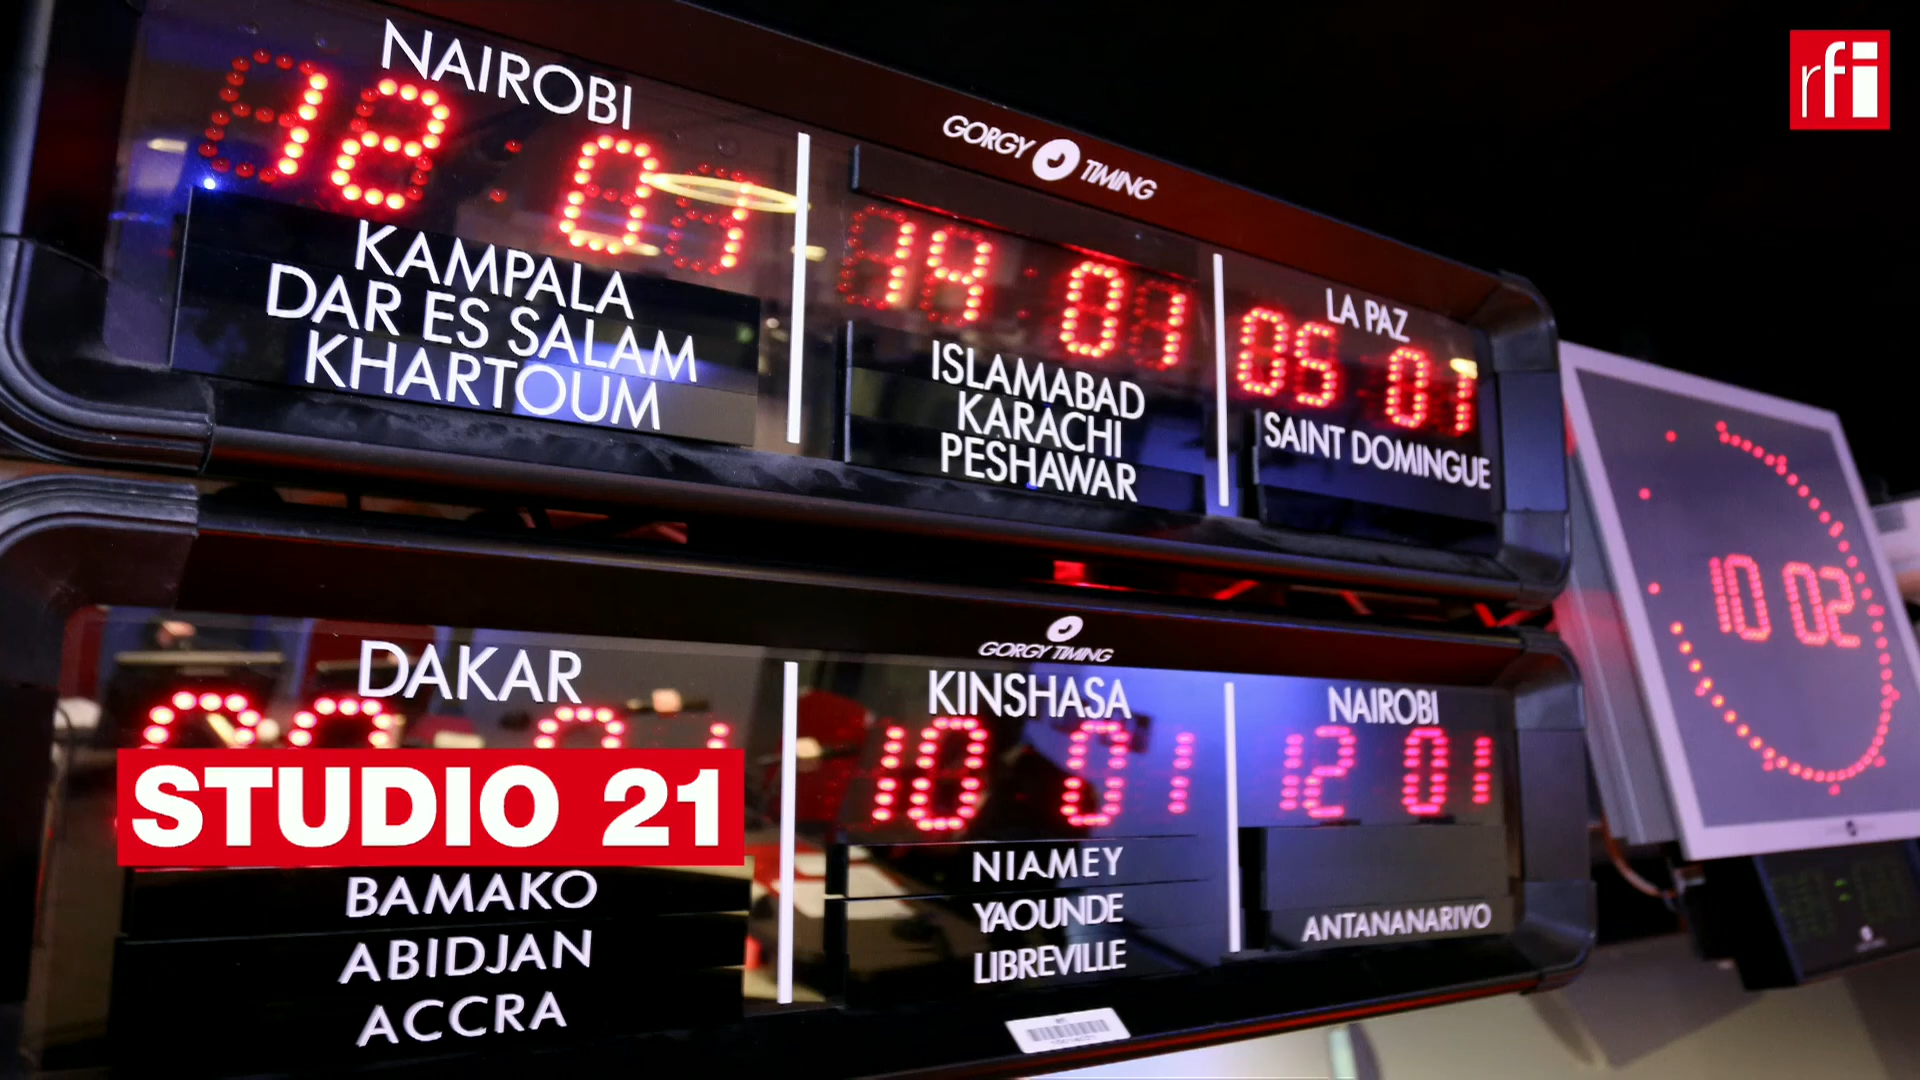 rfi
NAIROBI
12:01
KAMPALA
DAR ES SALAM
KHARTOUM
GORGY TIMING
14 01
ISLAMABAD
KARACHI
PESHAWAR
LA PAZ
05 01
SAINT DOMINGUE
10 02
DAKAR
STUDIO 21
BAMAKO
ABIDJAN
ACCRA
GORGY TIMING
KINSHASA
10 01
NIAMEY
YAOUNDE
LIBREVILLE
NAIROBI
12 01
ANTANANARIVO